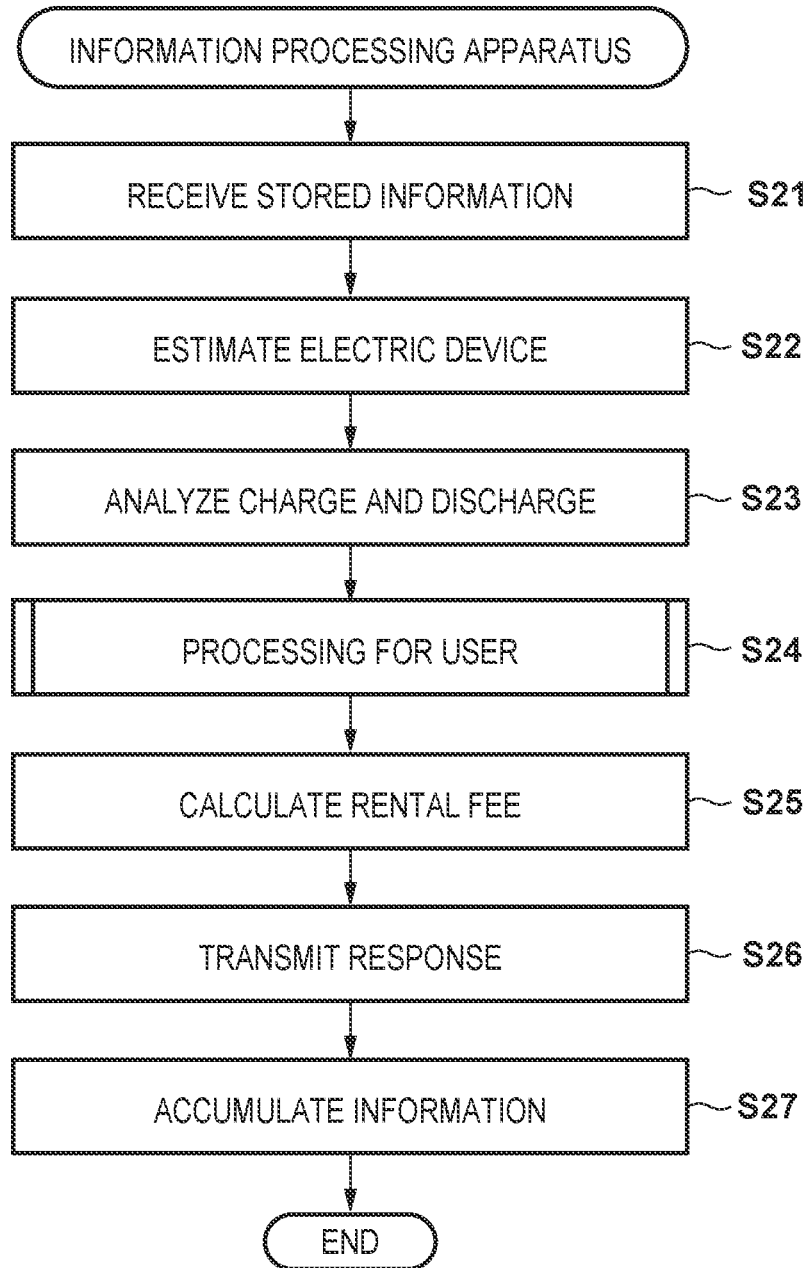 INFORMATION PROCESSING APPARATUS
RECEIVE STORED INFORMATION
S21
ESTIMATE ELECTRIC DEVICE
S22
ANALYZE CHARGE AND DISCHARGE
S23
PROCESSING FOR USER
S24
CALCULATE RENTAL FEE
S25
TRANSMIT RESPONSE
S26
ACCUMULATE INFORMATION
S27
END